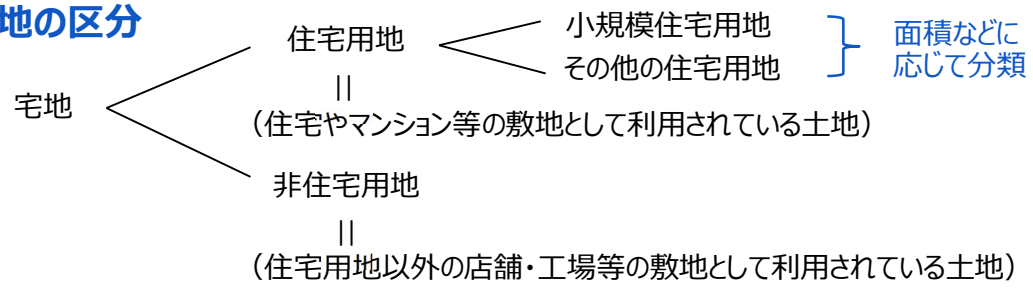 地の区分
住宅用地
小規模住宅用地
その他の住宅用地
面積などに
応じて分類
宅地
||
（住宅やマンション等の敷地として利用されている土地）
非住宅用地
||
（住宅用地以外の店舗・工場等の敷地として利用されている土地）